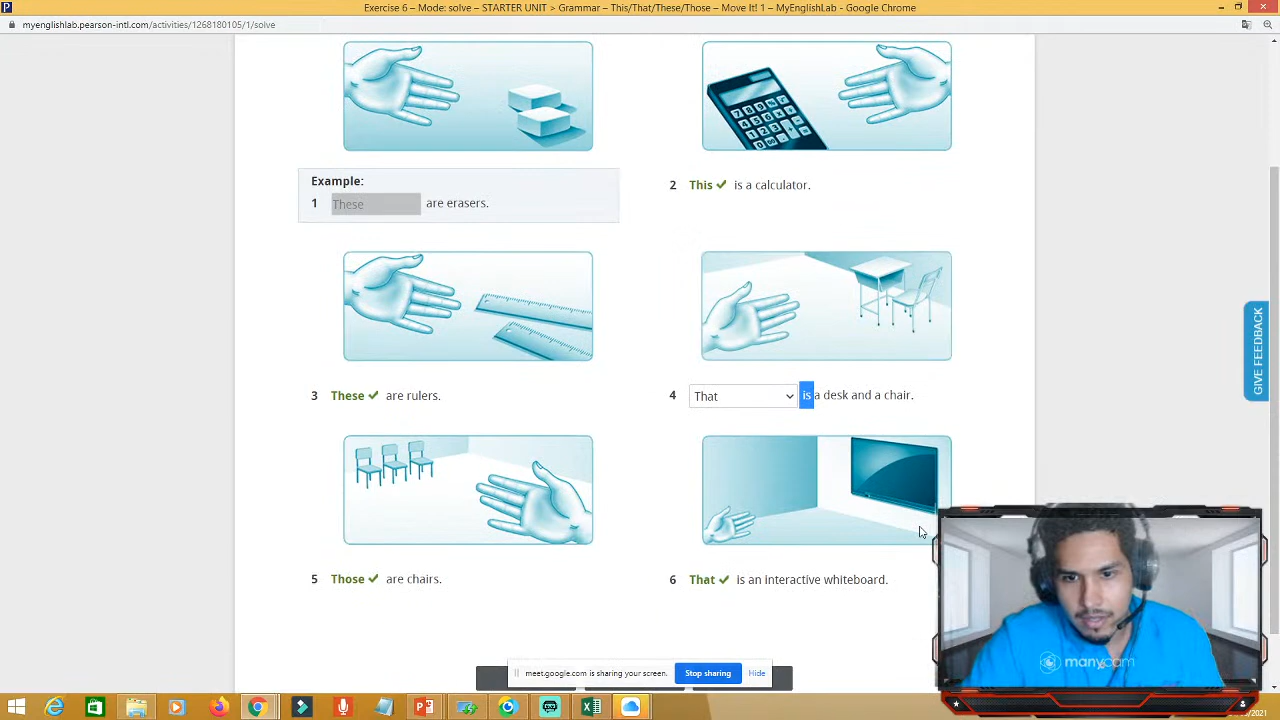 Exercise 6 – Mode: solve – STARTER UNIT > Grammar – This/That/These/Those – Move It! 1 – MyEnglishLab - Google Chrome
myenglishlab.pearson-intl.com/activities/1268180105/1/solve
Example:
1 These are erasers.
2 This ✓ is a calculator.
3 These ✓ are rulers.
4 That is a desk and a chair.
5 Those ✓ are chairs.
6 That ✓ is an interactive whiteboard.
GIVE FEEDBACK
meet.google.com is sharing your screen. Stop sharing Hide
manycam